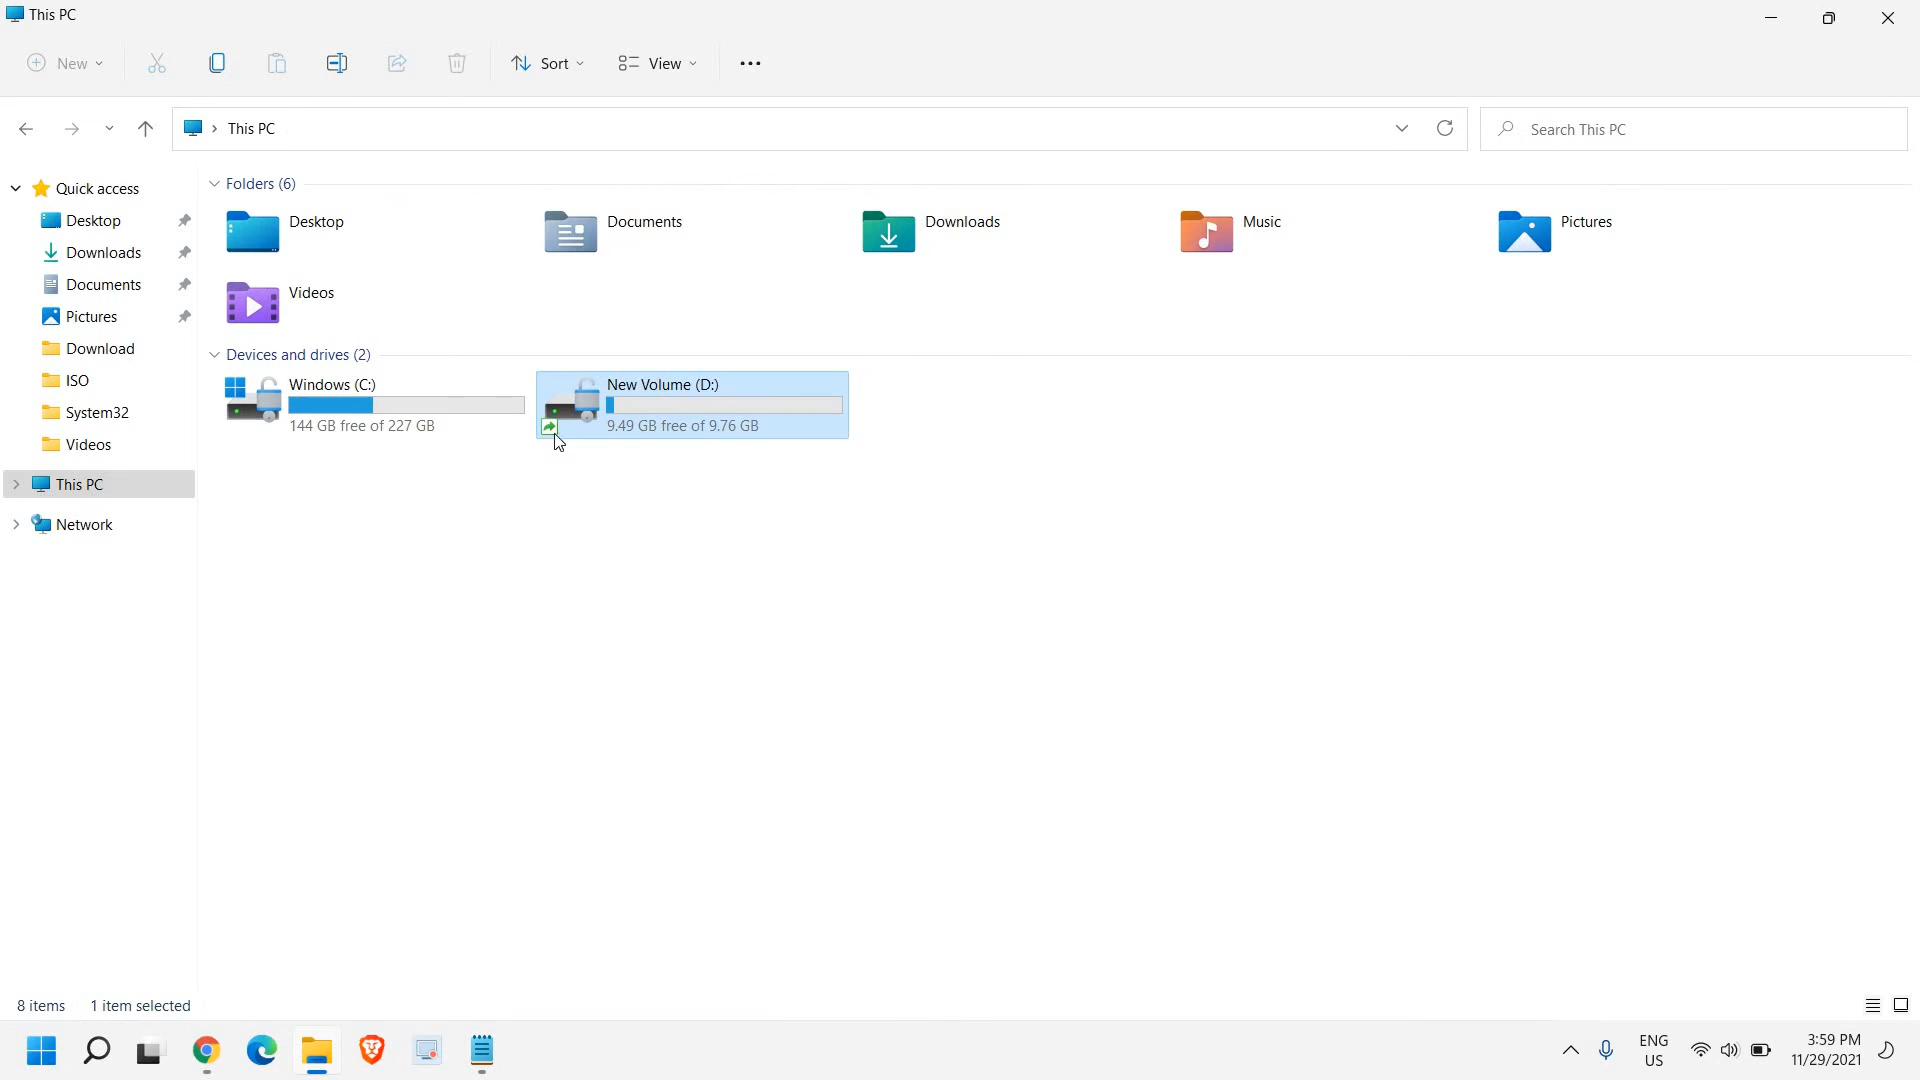 This PC
New
Sort
View
This PC
Search This PC
Quick access
Desktop
Downloads
Documents
Pictures
Download
ISO
System32
Videos
This PC
Network
Folders (6)
Desktop
Documents
Downloads
Music
Pictures
Videos
Devices and drives (2)
Windows (C:)
144 GB free of 227 GB
New Volume (D:)
9.49 GB free of 9.76 GB
8 items
1 item selected
ENG
US
3:59 PM
11/29/2021